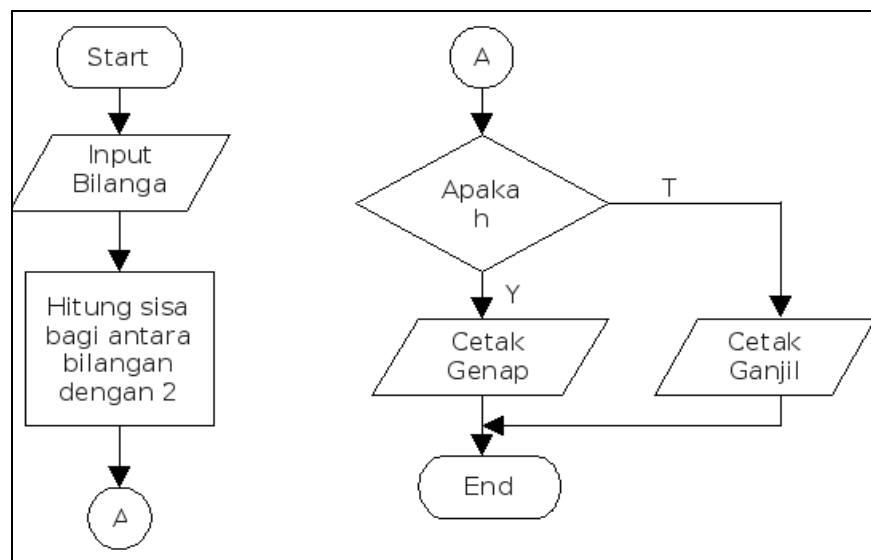 Start
Input
Bilanga
Hitung sisa
bagi antara
bilangan
dengan 2
A
A
Apaka
h
T
Y
Cetak
Genap
Cetak
Ganjil
End